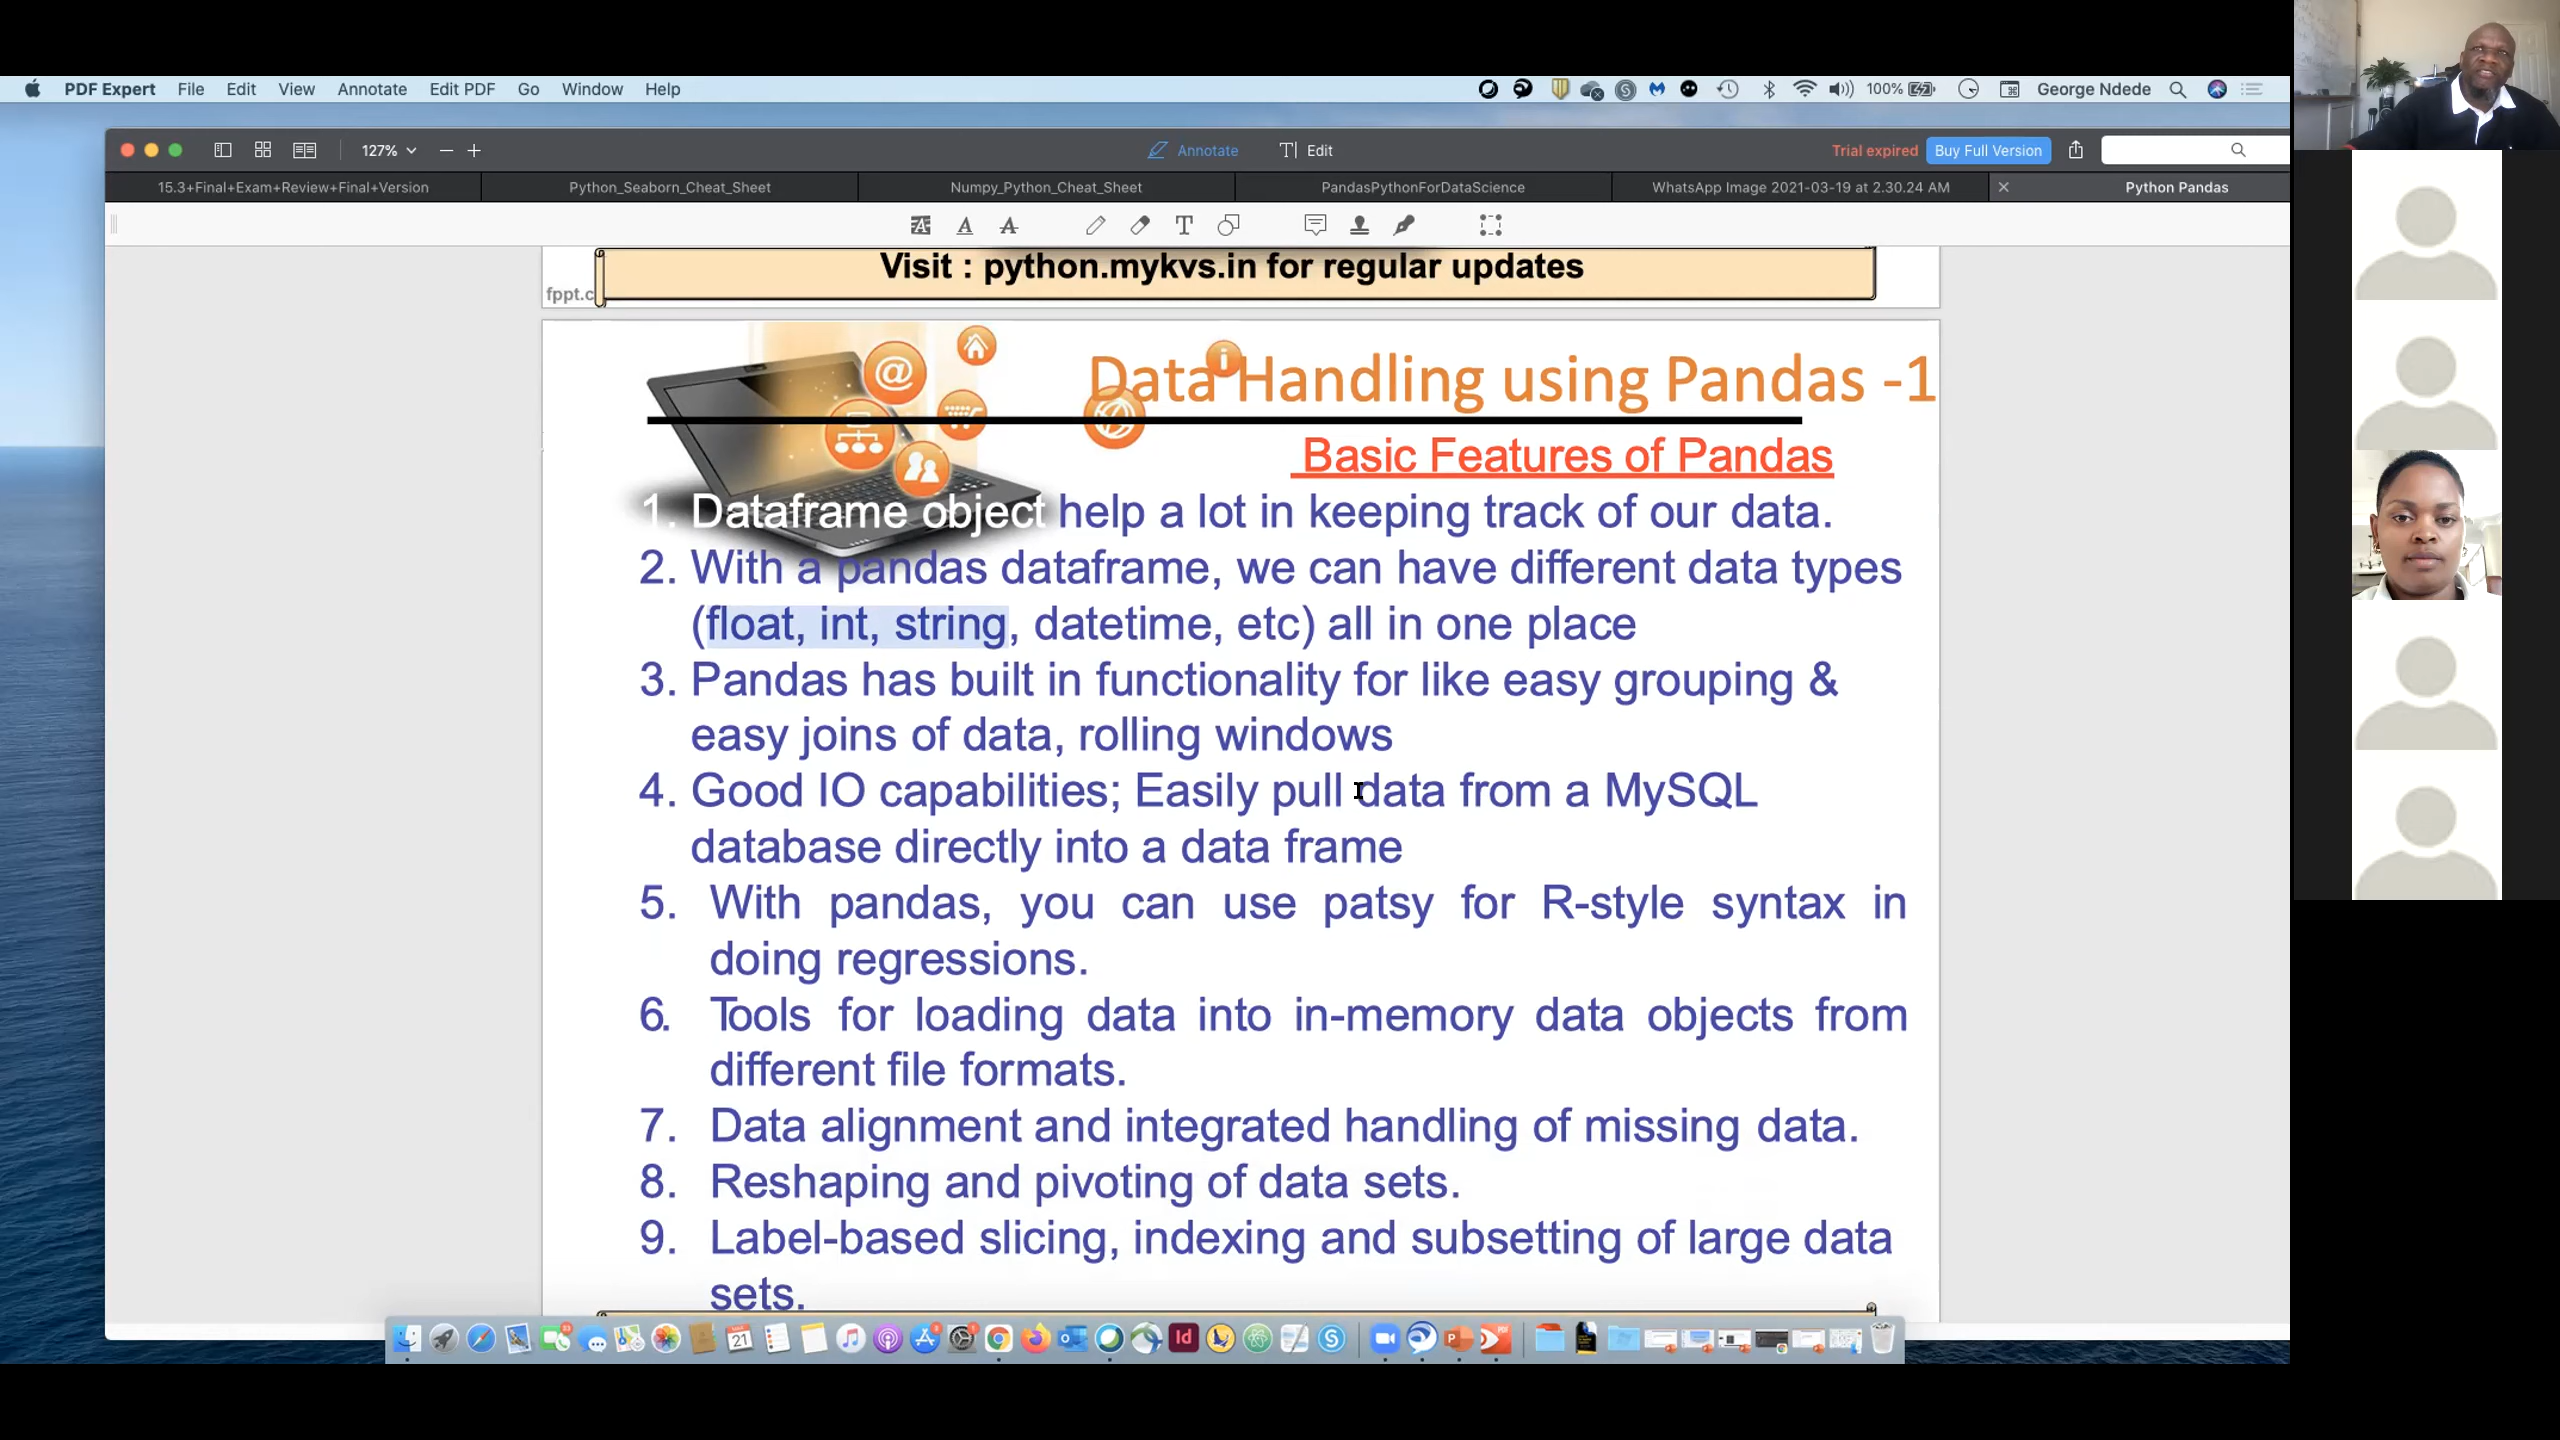 PDF Expert File Edit View Annotate Edit PDF Go Window Help 100% George Ndede
127% Annotate Edit Trial expired Buy Full Version
15.3+Final+Exam+Review+Final+Version Python_Seaborn_Cheat_Sheet Numpy_Python_Cheat_Sheet PandasPythonForDataScience WhatsApp Image 2021-03-19 at 2.30.24 AM Python Pandas
Visit : python.mykvs.in for regular updates
fppt.c
Data Handling using Pandas -1
Basic Features of Pandas
1. Dataframe object help a lot in keeping track of our data.
2. With a pandas dataframe, we can have different data types
(float, int, string, datetime, etc) all in one place
3. Pandas has built in functionality for like easy grouping &
easy joins of data, rolling windows
4. Good IO capabilities; Easily pull data from a MySQL
database directly into a data frame
5. With pandas, you can use patsy for R-style syntax in
doing regressions.
6. Tools for loading data into in-memory data objects from
different file formats.
7. Data alignment and integrated handling of missing data.
8. Reshaping and pivoting of data sets.
9. Label-based slicing, indexing and subsetting of large data
sets.
21 Id